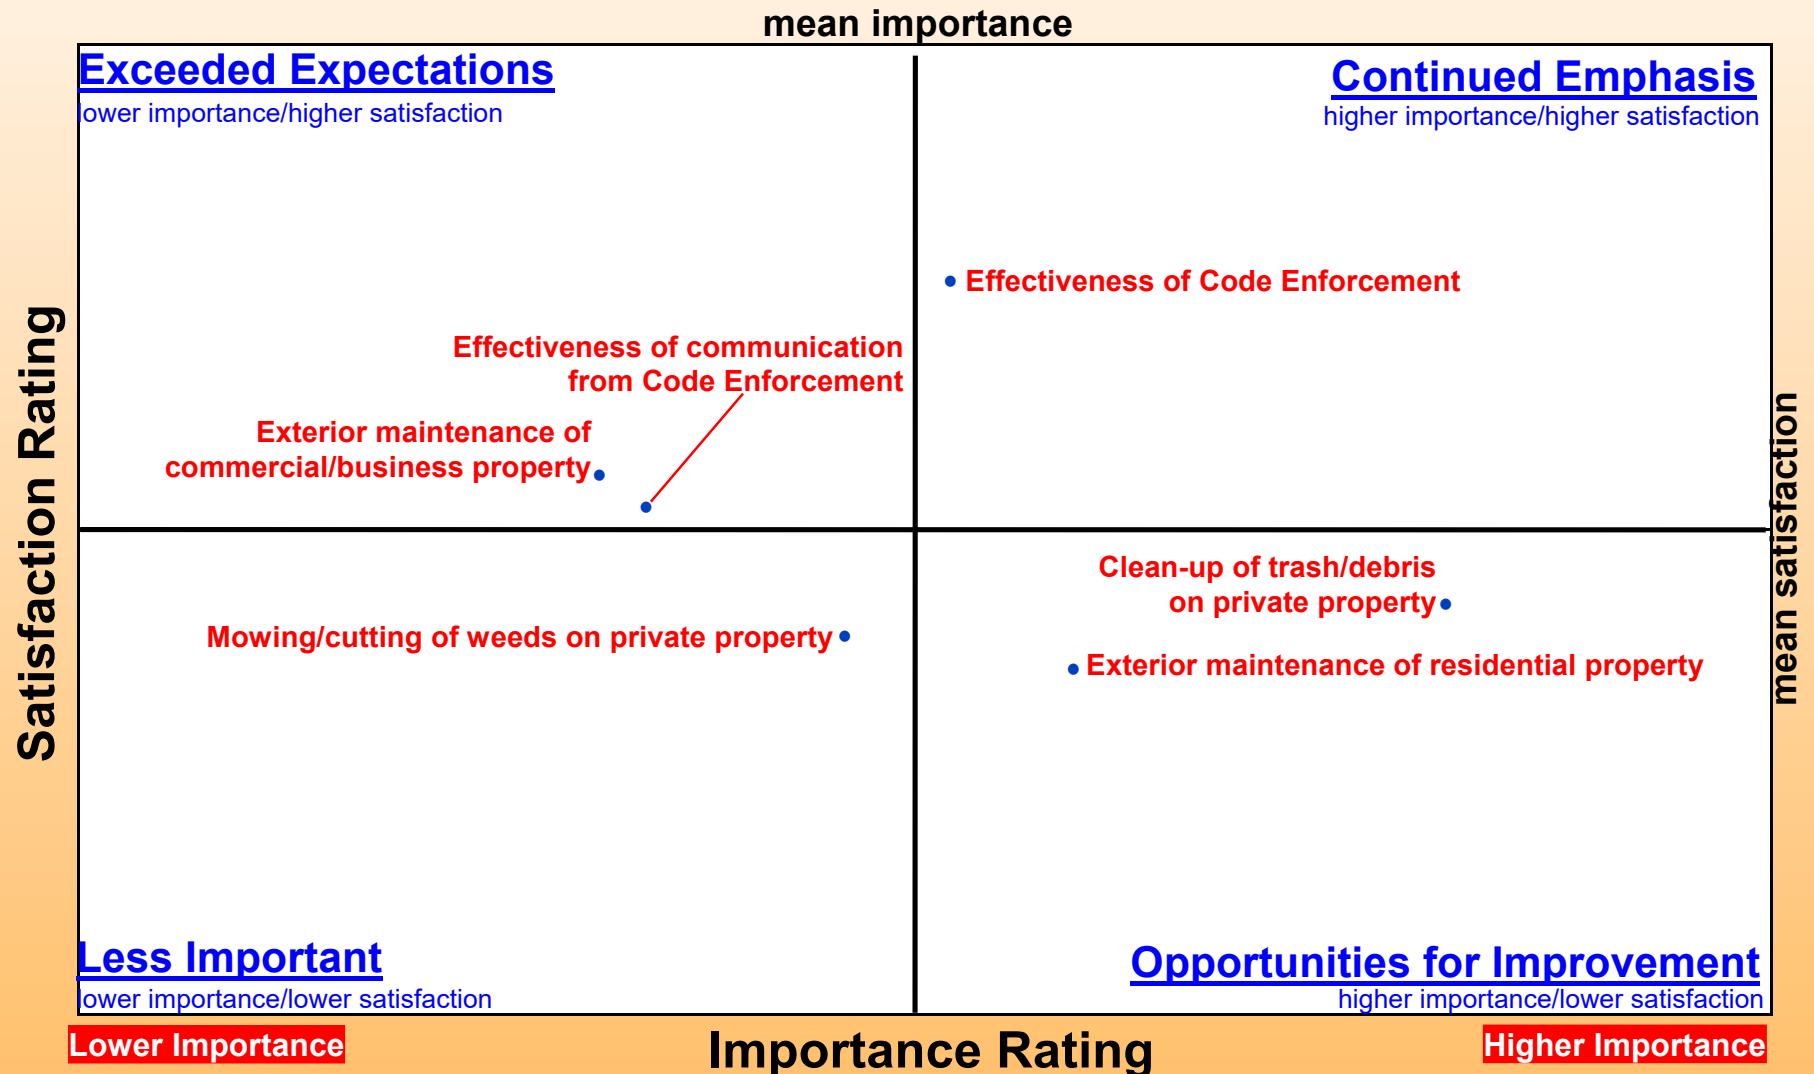 mean importance
Exceeded Expectations
lower importance/higher satisfaction
Continued Emphasis
higher importance/higher satisfaction
Effectiveness of Code Enforcement
Effectiveness of communication
from Code Enforcement
Exterior maintenance of
commercial/business property
Satisfaction Rating
mean satisfaction
Clean-up of trash/debris
on private property
Mowing/cutting of weeds on private property
Exterior maintenance of residential property
Less Important
lower importance/lower satisfaction
Opportunities for Improvement
higher importance/lower satisfaction
Lower Importance
Importance Rating
Higher Importance